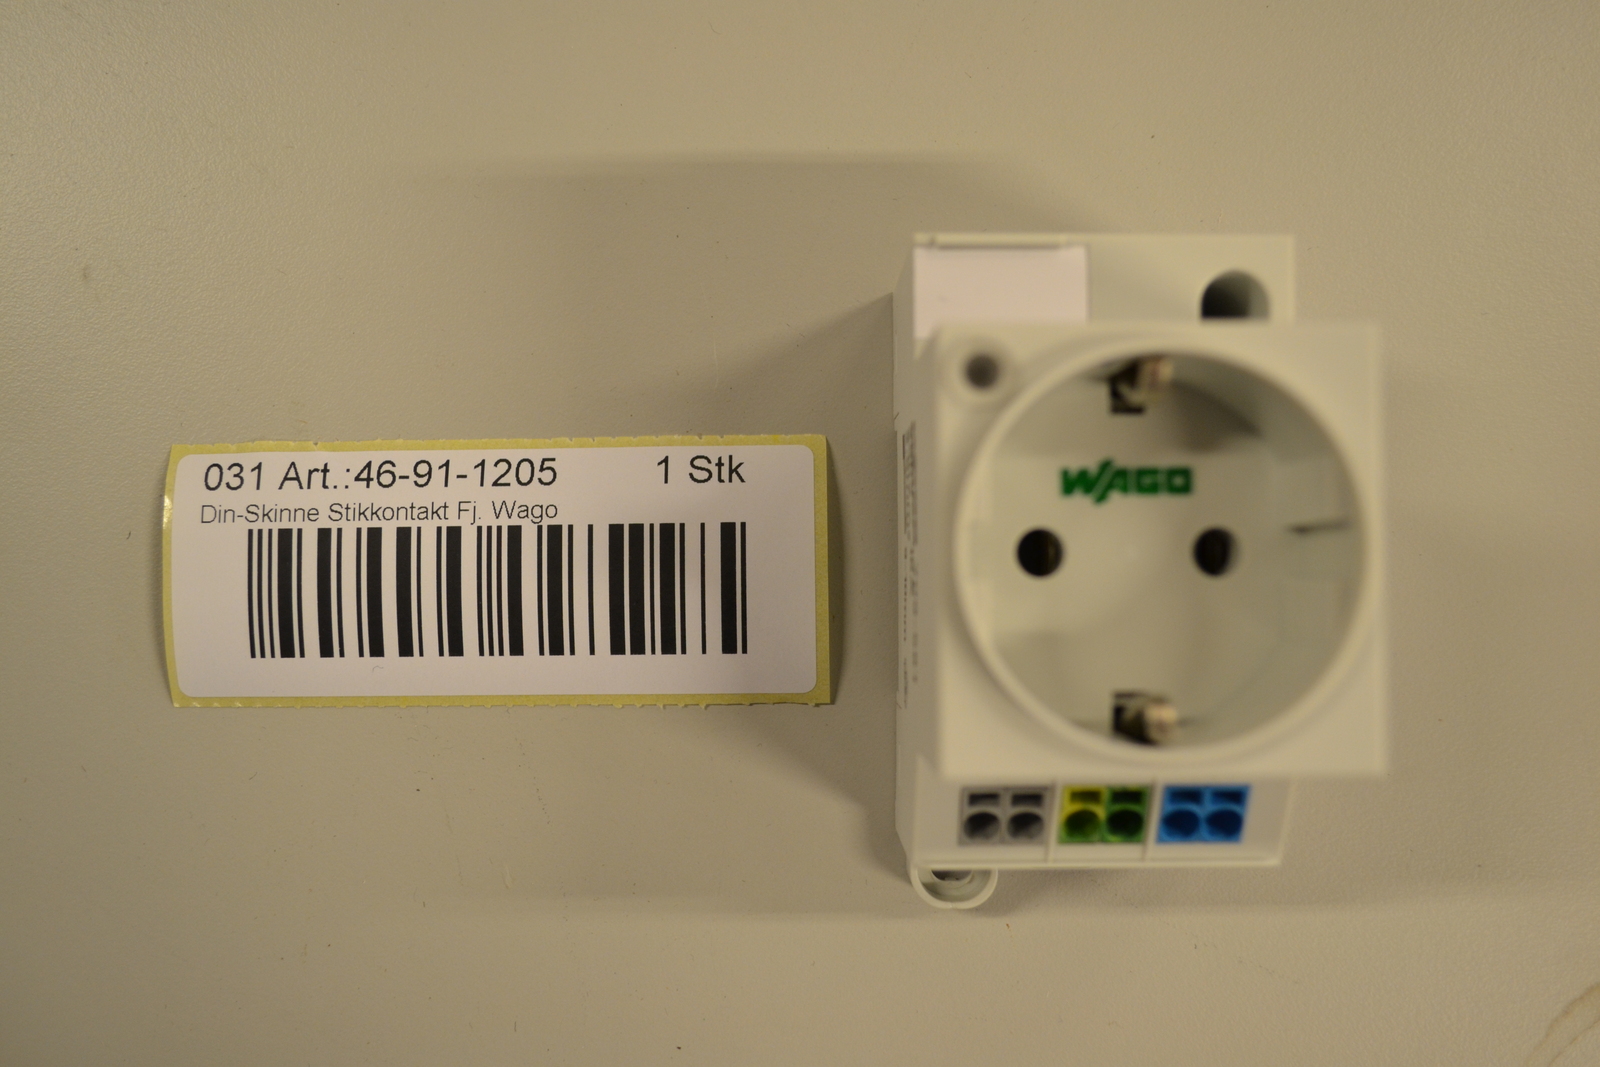 031 Art.:46-91-1205 1 Stk
Din-Skinne Stikkontakt Fj. Wago
WAGO